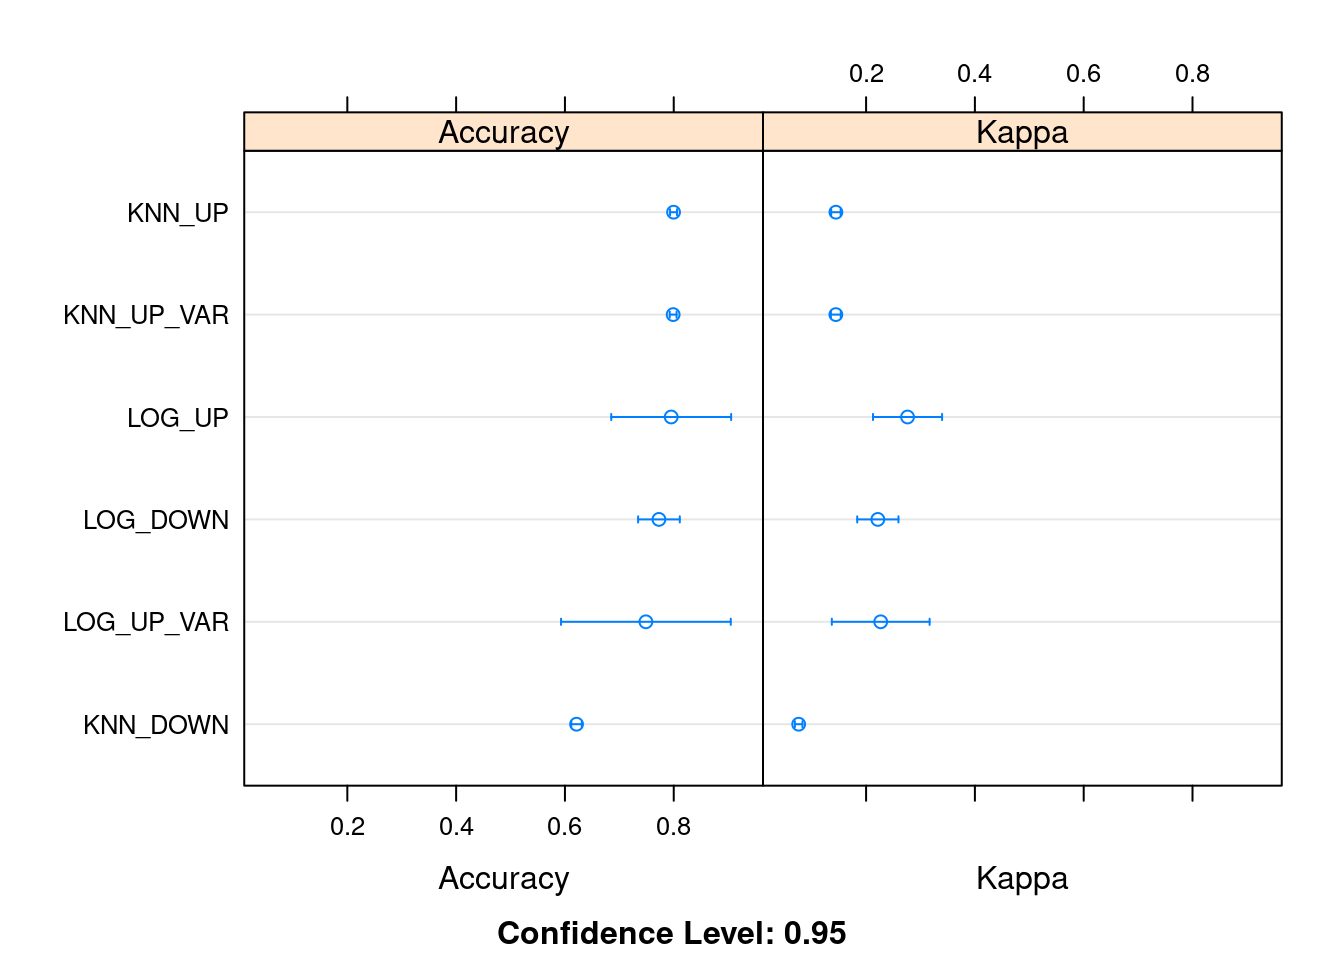 0.2 0.4 0.6 0.8
Accuracy Kappa
KNN_UP
KNN_UP_VAR
LOG_UP
LOG_DOWN
LOG_UP_VAR
KNN_DOWN
0.2 0.4 0.6 0.8
Accuracy Kappa
Confidence Level: 0.95